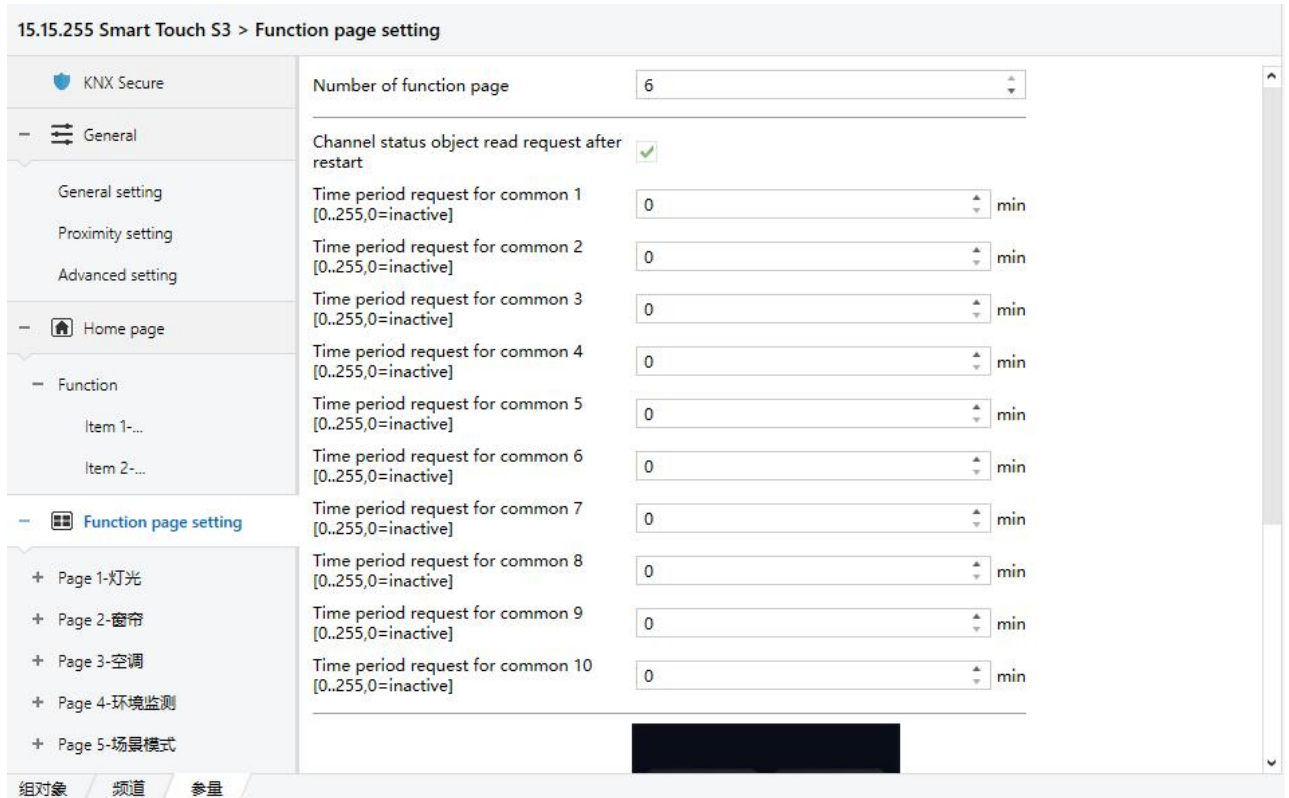 15.15.255 Smart Touch S3 > Function page setting
KNX Secure
General
General setting
Proximity setting
Advanced setting
Home page
Function
Item 1-...
Item 2-...
Function page setting
Page 1-灯光
Page 2-窗帘
Page 3-空调
Page 4-环境监测
Page 5-场景模式
Number of function page
6
Channel status object read request after
restart
Time period request for common 1
[0..255,0=inactive]
0 min
Time period request for common 2
[0..255,0=inactive]
0 min
Time period request for common 3
[0..255,0=inactive]
0 min
Time period request for common 4
[0..255,0=inactive]
0 min
Time period request for common 5
[0..255,0=inactive]
0 min
Time period request for common 6
[0..255,0=inactive]
0 min
Time period request for common 7
[0..255,0=inactive]
0 min
Time period request for common 8
[0..255,0=inactive]
0 min
Time period request for common 9
[0..255,0=inactive]
0 min
Time period request for common 10
[0..255,0=inactive]
0 min
组对象 / 频道 / 参量